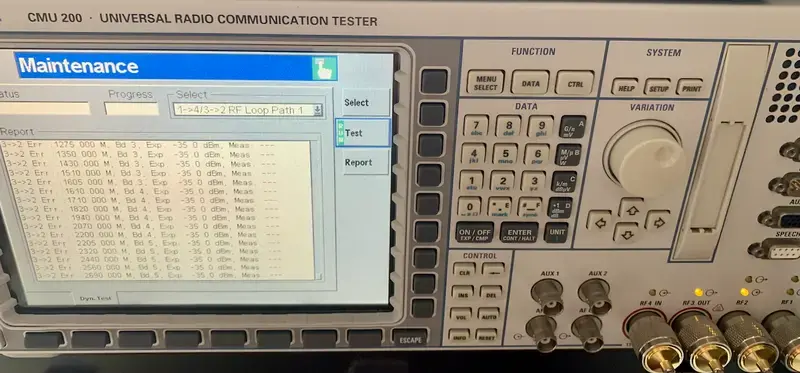 CMU 200 · UNIVERSAL RADIO COMMUNICATION TESTER
Maintenance
Progress
Select
1->4/3->2 RF Loop Path 1
Report
3->2 Err 1275.000 M, Bd 3, Exp -35.0 dBm, Meas ---
3->2 Err 1350.000 M, Bd 3, Exp -35.0 dBm, Meas ---
3->2 Err 1430.000 M, Bd 3, Exp -35.0 dBm, Meas ---
3->2 Err 1510.000 M, Bd 3, Exp -35.0 dBm, Meas ---
3->2 Err 1605.000 M, Bd 3, Exp -35.0 dBm, Meas ---
3->2 Err 1610.000 M, Bd 4, Exp -35.0 dBm, Meas ---
3->2 Err 1710.000 M, Bd 4, Exp -35.0 dBm, Meas ---
3->2 Err 1820.000 M, Bd 4, Exp -35.0 dBm, Meas ---
3->2 Err 1940.000 M, Bd 4, Exp -35.0 dBm, Meas ---
3->2 Err 2070.000 M, Bd 4, Exp -35.0 dBm, Meas ---
3->2 Err 2200.000 M, Bd 4, Exp -35.0 dBm, Meas ---
3->2 Err 2205.000 M, Bd 5, Exp -35.0 dBm, Meas ---
3->2 Err 2320.000 M, Bd 5, Exp -35.0 dBm, Meas ---
3->2 Err 2440.000 M, Bd 5, Exp -35.0 dBm, Meas ---
3->2 Err 2560.000 M, Bd 5, Exp -35.0 dBm, Meas ---
3->2 Err 2690.000 M, Bd 5, Exp -35.0 dBm, Meas ---
Dyn.Test
Select
Test
Report
ESCAPE
FUNCTION
MENU SELECT
DATA
CTRL
SYSTEM
HELP
SETUP
PRINT
DATA
7 abc
8 def
9 ghi
4 jkl
5 mno
6 pqr
1 stu
2 vwx
3 yz
0
ON / OFF EXP / CMP
ENTER CONT / HALT
UNIT
VARIATION
CONTROL
CLR
INS
DEL
VOL
AUTO
INFO
RESET
AUX 1
AUX 2
RF4 IN
RF3 OUT
RF2
RF1